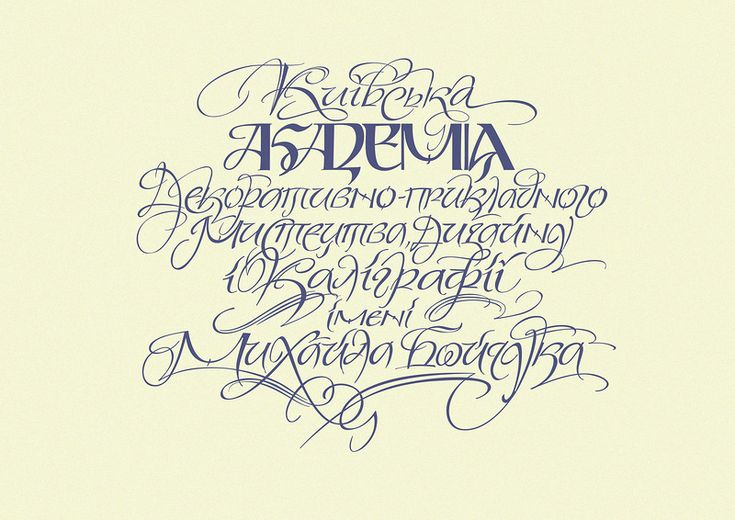 Київська
Академія
Декоративно-прикладного
Мистецтва, Дизайну
і Каліграфії
імені
Михайла Бойчука